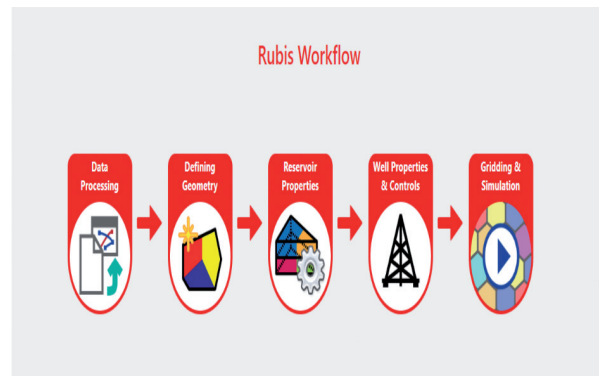 Rubis Workflow
Data
Processing
Defining
Geometry
Reservoir
Properties
Well Properties
& Controls
Gridding &
Simulation